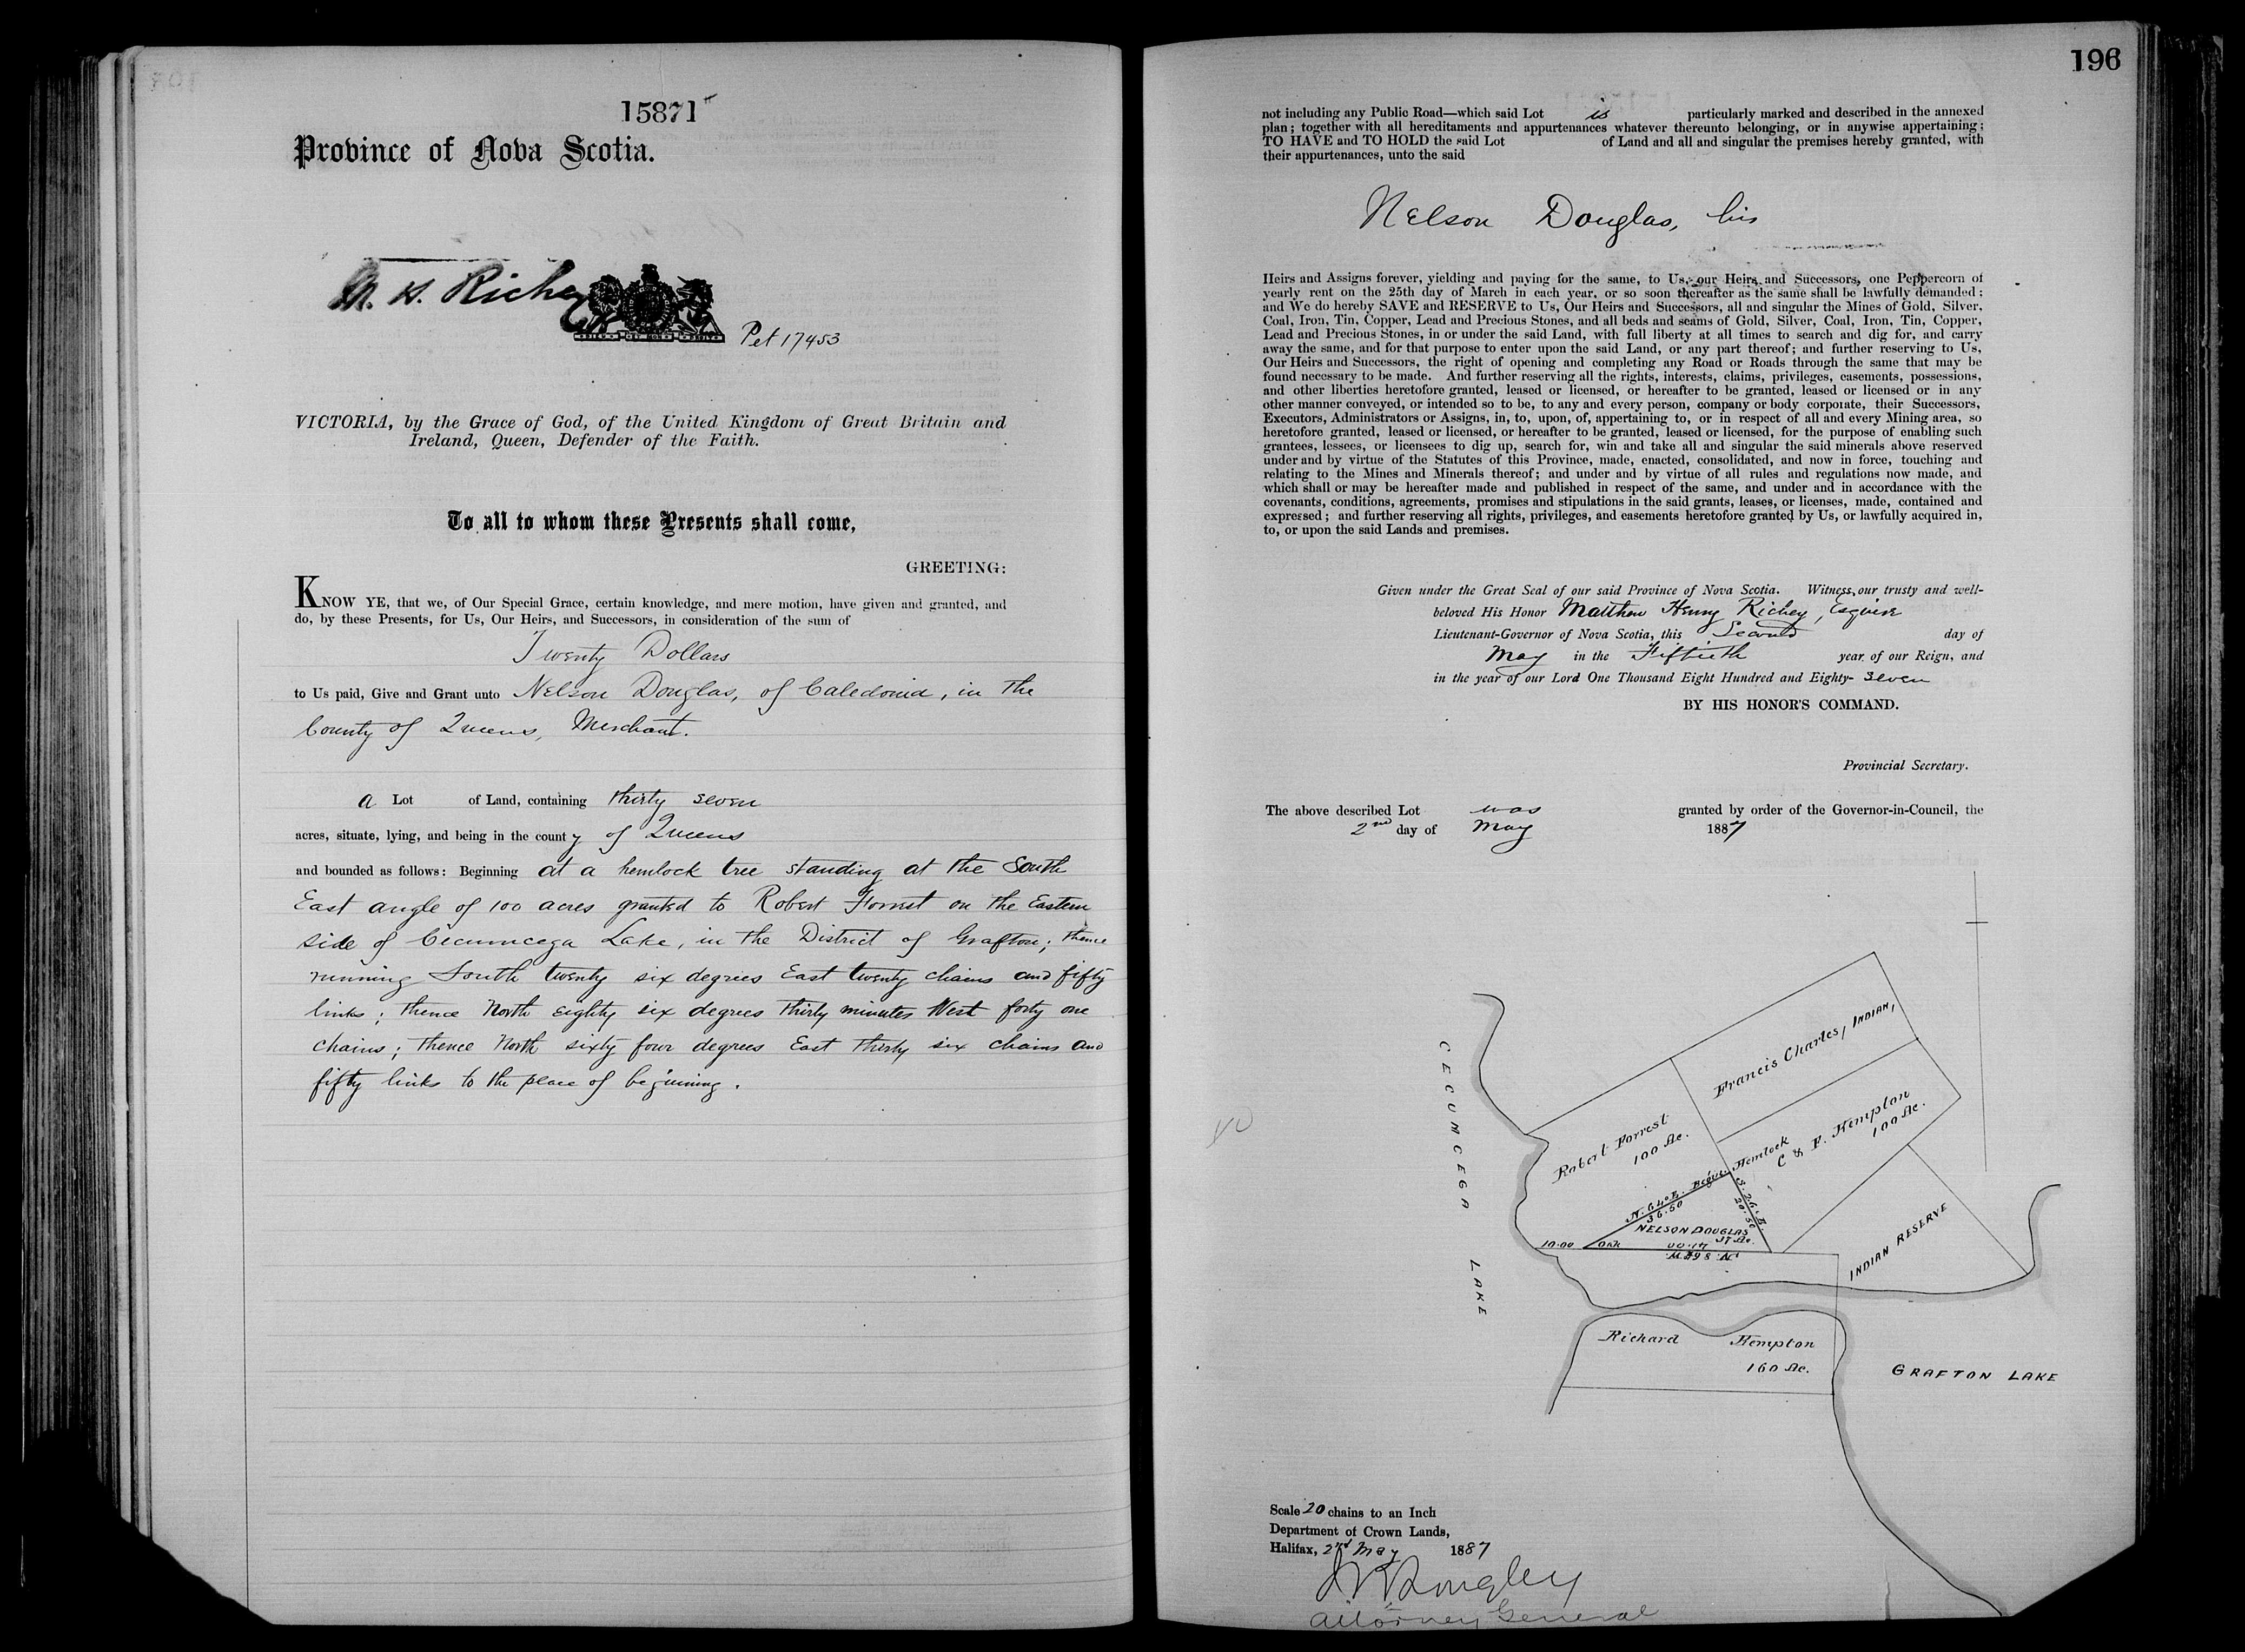 15871
Province of Nova Scotia.
M. H. Richey
Pet 17453
VICTORIA, by the Grace of God, of the United Kingdom of Great Britain and
Ireland, Queen, Defender of the Faith.
To all to whom these Presents shall come,
GREETING:
KNOW YE, that we, of Our Special Grace, certain knowledge, and mere motion, have given and granted, and
do, by these Presents, for Us, Our Heirs, and Successors, in consideration of the sum of
Twenty Dollars
to Us paid, Give and Grant unto Nelson Douglas, of Caledonia, in the
County of Queens, Merchant.
a Lot of Land, containing thirty seven
acres, situate, lying, and being in the county of Queens
and bounded as follows: Beginning at a hemlock tree standing at the South
East angle of 100 acres granted to Robert Forrest on the Eastern
side of Cecumcega Lake, in the District of Grafton; thence
running South twenty six degrees East twenty chains and fifty
links; thence North eighty six degrees thirty minutes West forty one
chains; thence North sixty four degrees East thirty six chains and
fifty links to the place of beginning.
196
not including any Public Road—which said Lot is particularly marked and described in the annexed
plan; together with all hereditaments and appurtenances whatever thereunto belonging, or in anywise appertaining;
TO HAVE and TO HOLD the said Lot of Land and all and singular the premises hereby granted, with
their appurtenances, unto the said
Nelson Douglas, his
Heirs and Assigns forever, yielding and paying for the same, to Us, our Heirs and Successors, one Peppercorn of
yearly rent on the 25th day of March in each year, or so soon thereafter as the same shall be lawfully demanded;
and We do hereby SAVE and RESERVE to Us, Our Heirs and Successors, all and singular the Mines of Gold, Silver,
Coal, Iron, Tin, Copper, Lead and Precious Stones, and all beds and seams of Gold, Silver, Coal, Iron, Tin, Copper,
Lead and Precious Stones, in or under the said Land, with full liberty at all times to search and dig for, and carry
away the same, and for that purpose to enter upon the said Land, or any part thereof; and further reserving to Us,
Our Heirs and Successors, the right of opening and completing any Road or Roads through the same that may be
found necessary to be made. And further reserving all the rights, interests, claims, privileges, easements, possessions,
and other liberties heretofore granted, leased or licensed, or hereafter to be granted, leased or licensed or in any
other manner conveyed, or intended so to be, to any and every person, company or body corporate, their Successors,
Executors, Administrators or Assigns, in, to, upon, of, appertaining to, or in respect of all and every Mining area, so
heretofore granted, leased or licensed, or hereafter to be granted, leased or licensed, for the purpose of enabling such
grantees, lessees, or licensees to dig up, search for, win and take all and singular the said minerals above reserved
under and by virtue of the Statutes of this Province, made, enacted, consolidated, and now in force, touching and
relating to the Mines and Minerals thereof; and under and by virtue of all rules and regulations now made, and
which shall or may be hereafter made and published in respect of the same, and under and in accordance with the
covenants, conditions, agreements, promises and stipulations in the said grants, leases, or licenses, made, contained and
expressed; and further reserving all rights, privileges, and easements heretofore granted by Us, or lawfully acquired in,
to, or upon the said Lands and premises.
Given under the Great Seal of our said Province of Nova Scotia. Witness, our trusty and well-
beloved His Honor Matthew Henry Richey, Esquire
Lieutenant-Governor of Nova Scotia, this Second day of
May in the Fiftieth year of our Reign, and
in the year of our Lord One Thousand Eight Hundred and Eighty-seven
BY HIS HONOR'S COMMAND.
Provincial Secretary.
The above described Lot was granted by order of the Governor-in-Council, the
2nd day of May 1887
Francis Charles, INDIAN,
Robert Forrest
100 Ac.
C & F. Kempton
100 Ac.
Hemlock
Begin.
N. 64° E.
36.50
S. 26° E.
20.50
NELSON DOUGLAS
37 Ac.
10.00
Oak
CECUMCEGA LAKE
INDIAN RESERVE
Richard Kempton
160 Ac.
GRAFTON LAKE
Scale 20 chains to an Inch
Department of Crown Lands,
Halifax, 2nd May 1887
Attorney General